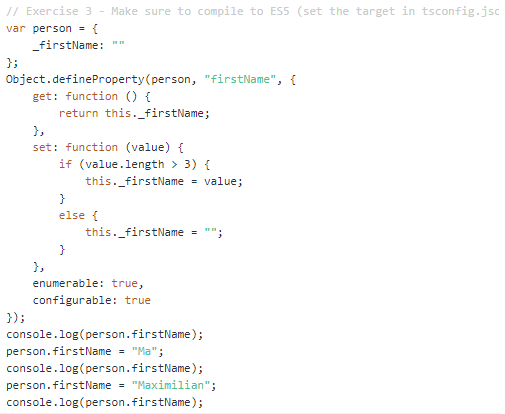 // Exercise 3 - Make sure to compile to ES5 (set the target in tsconfig.jsc
var person = {
    _firstName: ""
};
Object.defineProperty(person, "firstName", {
    get: function () {
        return this._firstName;
    },
    set: function (value) {
        if (value.length > 3) {
            this._firstName = value;
        }
        else {
            this._firstName = "";
        }
    },
    enumerable: true,
    configurable: true
});
console.log(person.firstName);
person.firstName = "Ma";
console.log(person.firstName);
person.firstName = "Maximilian";
console.log(person.firstName);